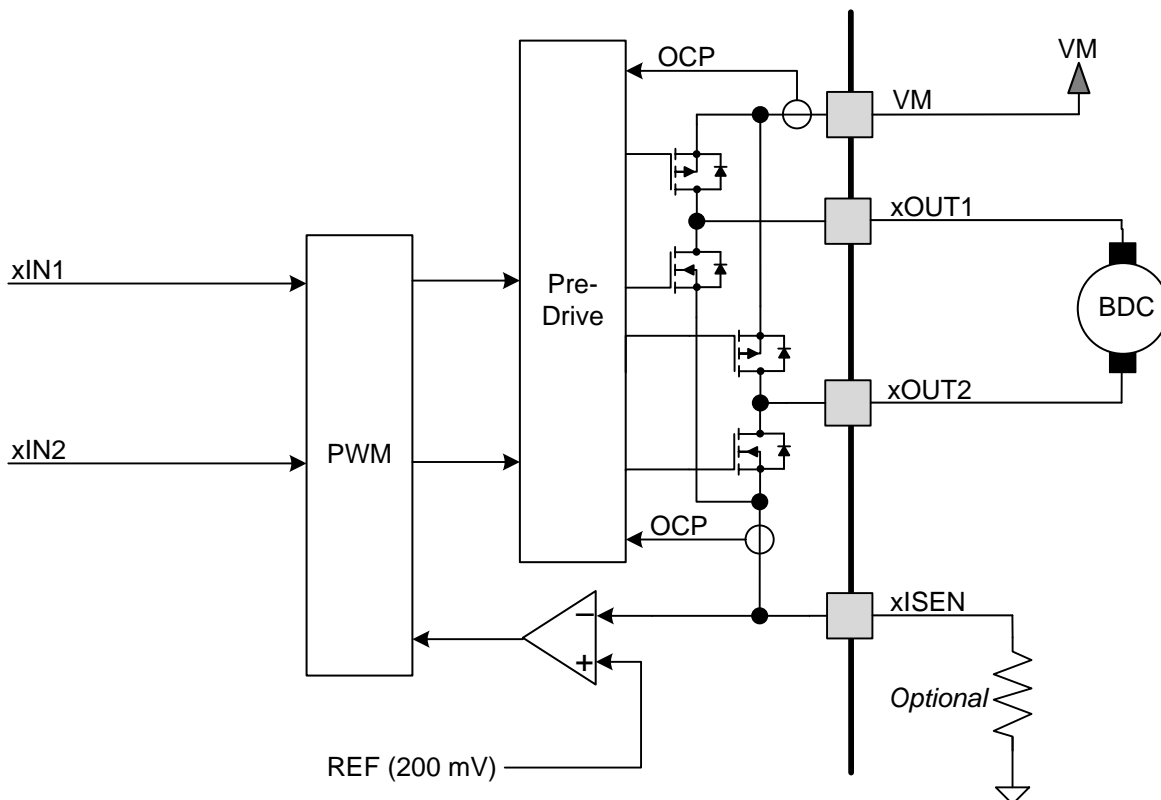 OCP
VM
VM
xOUT1
xIN1
Pre-
Drive
BDC
xOUT2
xIN2
PWM
OCP
xISEN
−
+
Optional
REF (200 mV)